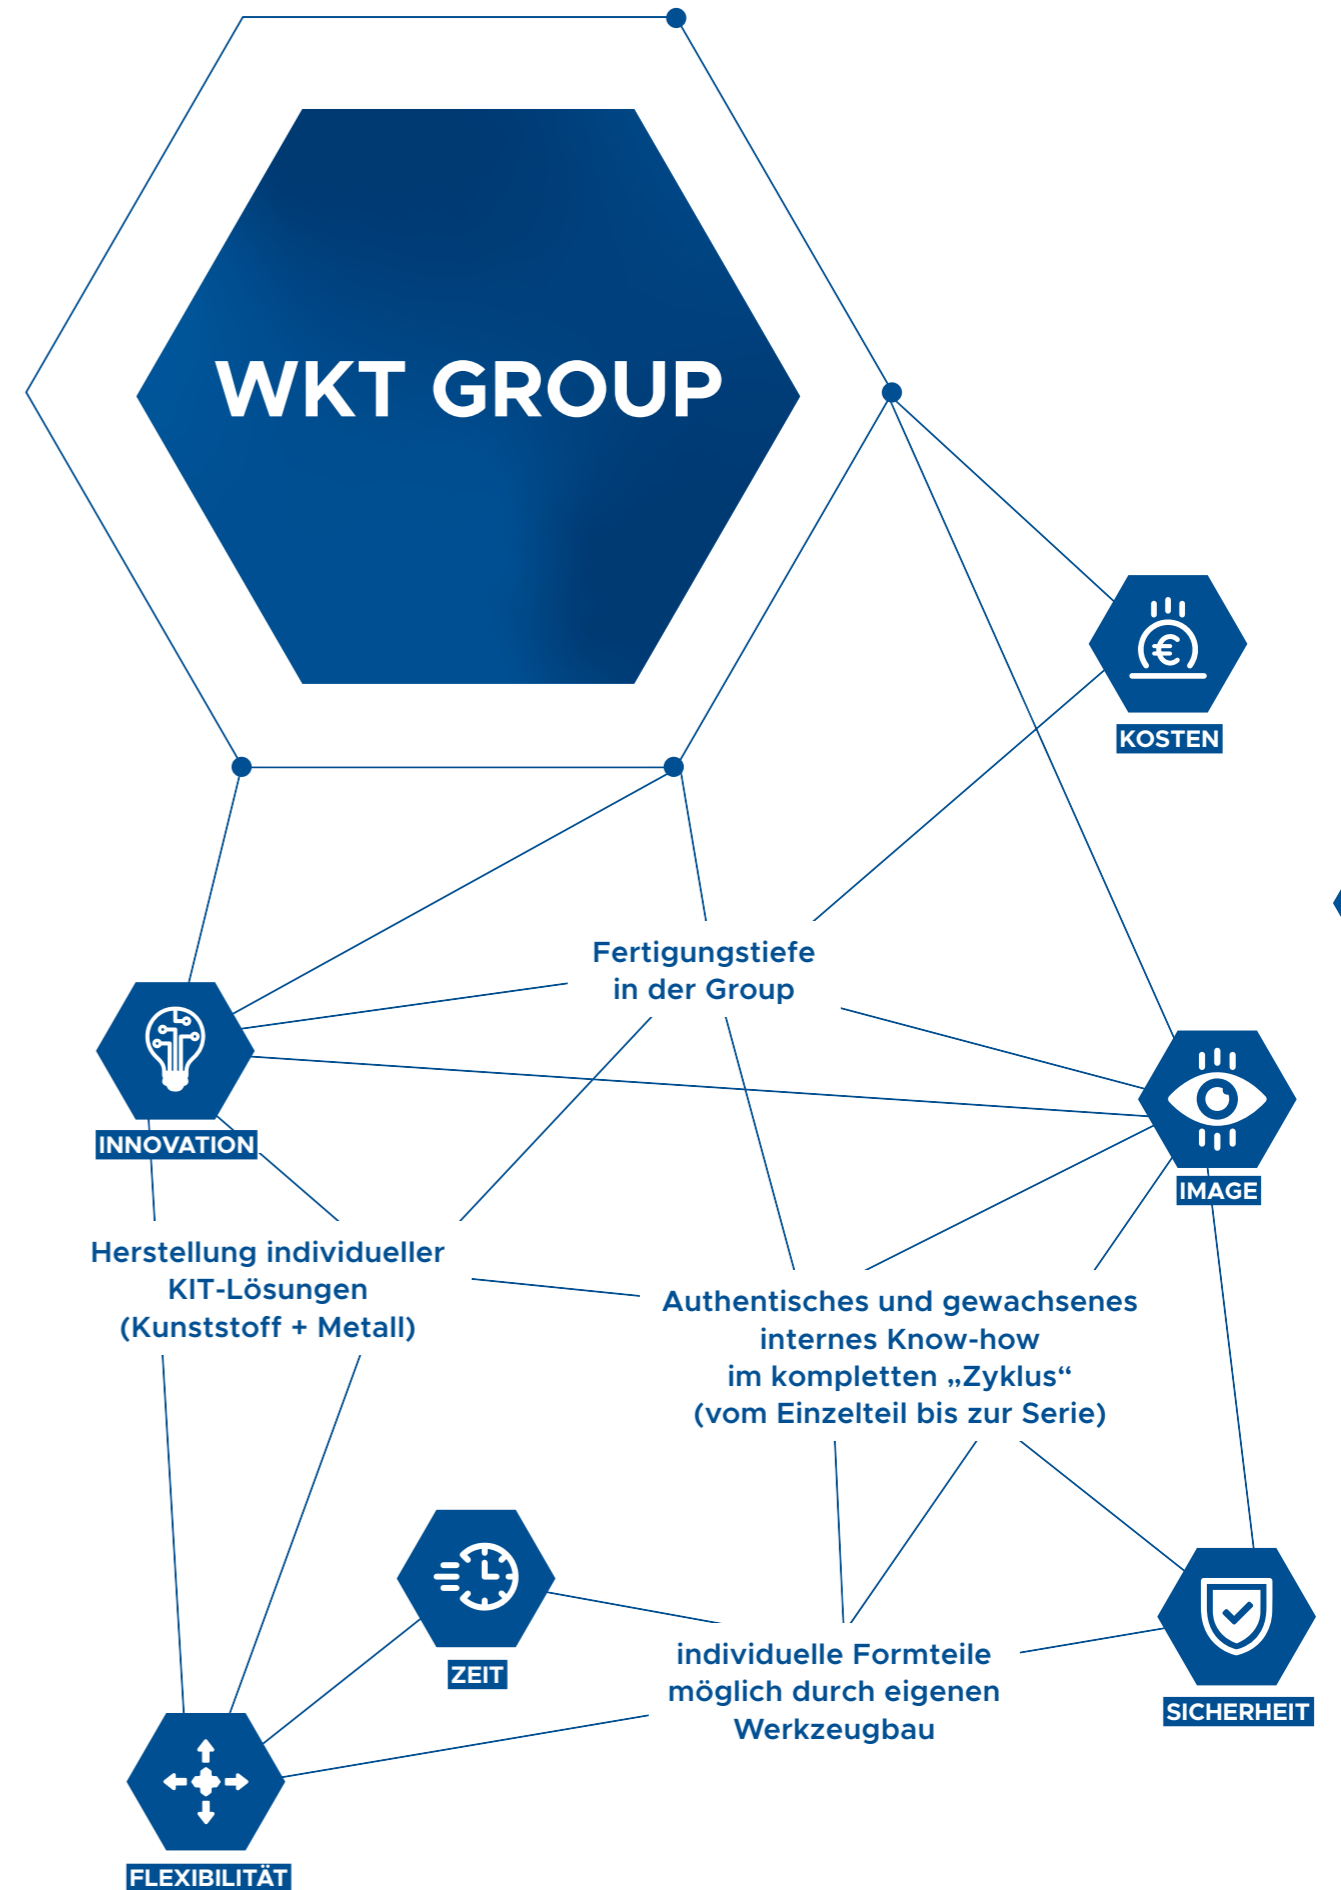 WKT GROUP
€
KOSTEN
Fertigungstiefe
in der Group
INNOVATION
IMAGE
Herstellung individueller
KIT-Lösungen
(Kunststoff + Metall)
Authentisches und gewachsenes
internes Know-how
im kompletten „Zyklus“
(vom Einzelteil bis zur Serie)
ZEIT
individuelle Formteile
möglich durch eigenen
Werkzeugbau
SICHERHEIT
FLEXIBILITÄT